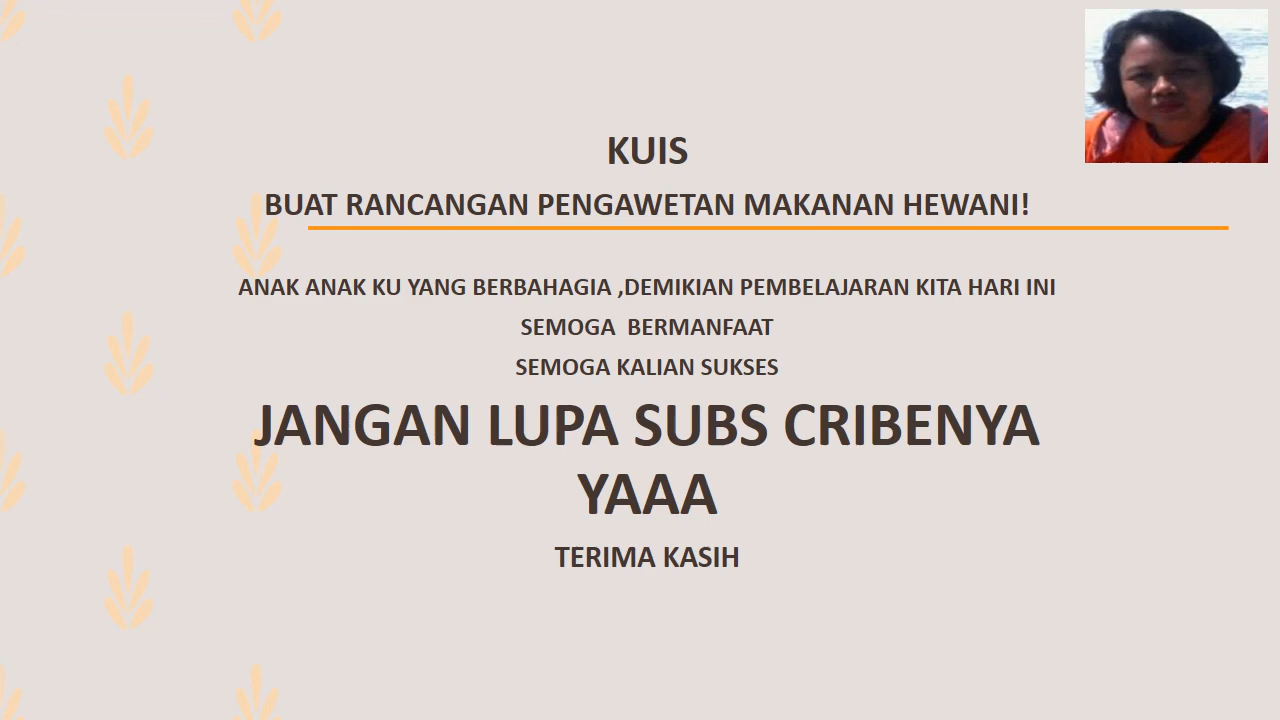 KUIS
BUAT RANCANGAN PENGAWETAN MAKANAN HEWANI!
ANAK ANAK KU YANG BERBAHAGIA ,DEMIKIAN PEMBELAJARAN KITA HARI INI
SEMOGA  BERMANFAAT
SEMOGA KALIAN SUKSES
JANGAN LUPA SUBS CRIBENYA
YAAA
TERIMA KASIH